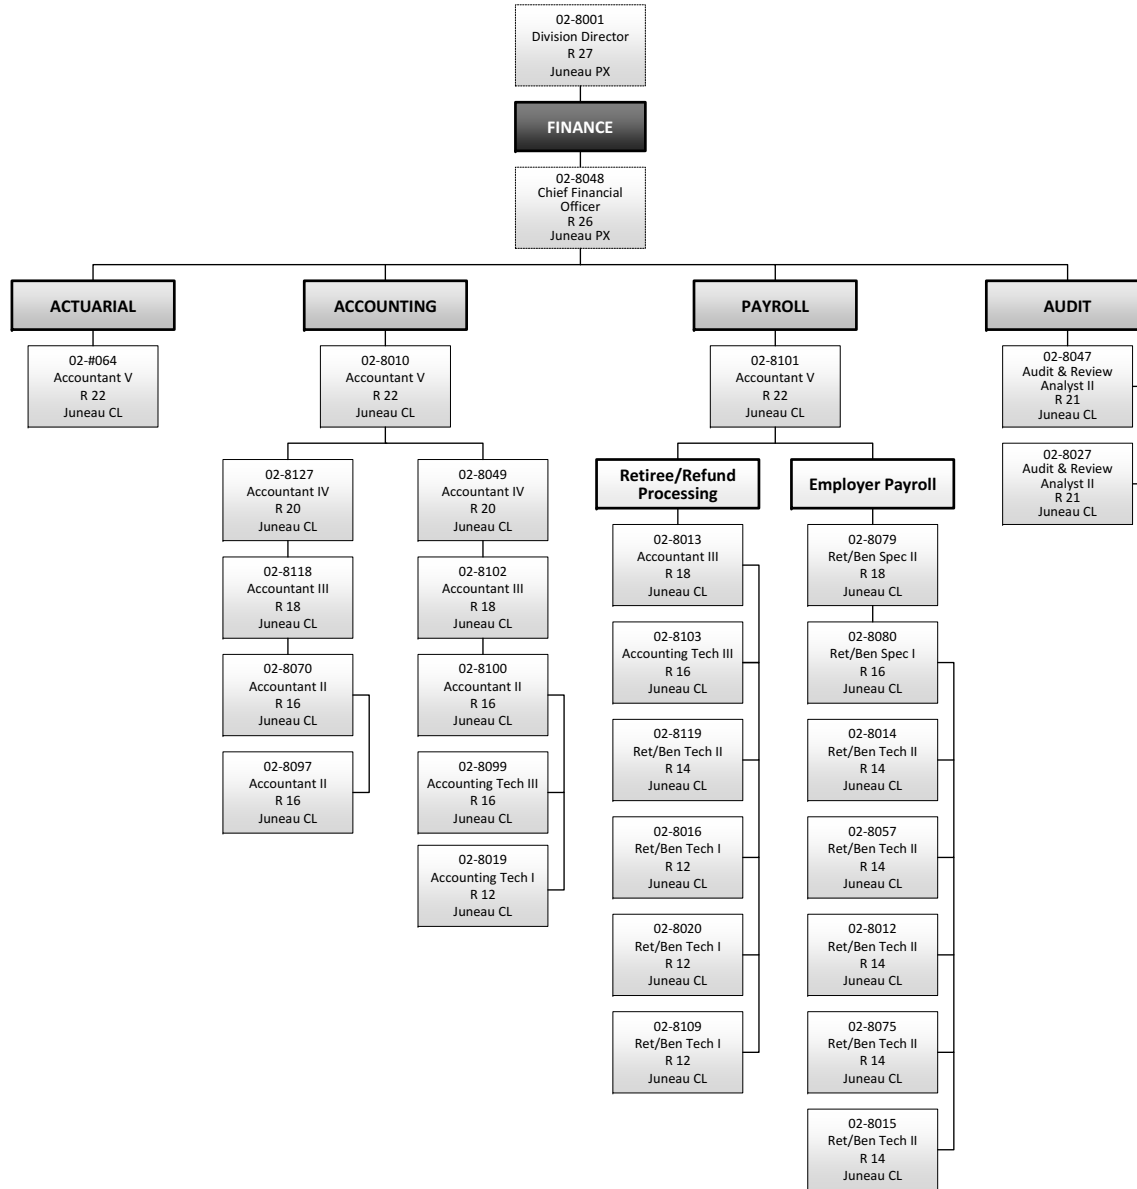 02-8001
Division Director
R 27
Juneau PX
FINANCE
02-8048
Chief Financial
Officer
R 26
Juneau PX
ACTUARIAL
02-#064
Accountant V
R 22
Juneau CL
ACCOUNTING
02-8010
Accountant V
R 22
Juneau CL
02-8127
Accountant IV
R 20
Juneau CL
02-8118
Accountant III
R 18
Juneau CL
02-8070
Accountant II
R 16
Juneau CL
02-8097
Accountant II
R 16
Juneau CL
02-8049
Accountant IV
R 20
Juneau CL
02-8102
Accountant III
R 18
Juneau CL
02-8100
Accountant II
R 16
Juneau CL
02-8099
Accounting Tech III
R 16
Juneau CL
02-8019
Accounting Tech I
R 12
Juneau CL
PAYROLL
02-8101
Accountant V
R 22
Juneau CL
Retiree/Refund
Processing
02-8013
Accountant III
R 18
Juneau CL
02-8103
Accounting Tech III
R 16
Juneau CL
02-8119
Ret/Ben Tech II
R 14
Juneau CL
02-8016
Ret/Ben Tech I
R 12
Juneau CL
02-8020
Ret/Ben Tech I
R 12
Juneau CL
02-8109
Ret/Ben Tech I
R 12
Juneau CL
Employer Payroll
02-8079
Ret/Ben Spec II
R 18
Juneau CL
02-8080
Ret/Ben Spec I
R 16
Juneau CL
02-8014
Ret/Ben Tech II
R 14
Juneau CL
02-8057
Ret/Ben Tech II
R 14
Juneau CL
02-8012
Ret/Ben Tech II
R 14
Juneau CL
02-8075
Ret/Ben Tech II
R 14
Juneau CL
02-8015
Ret/Ben Tech II
R 14
Juneau CL
AUDIT
02-8047
Audit & Review
Analyst II
R 21
Juneau CL
02-8027
Audit & Review
Analyst II
R 21
Juneau CL